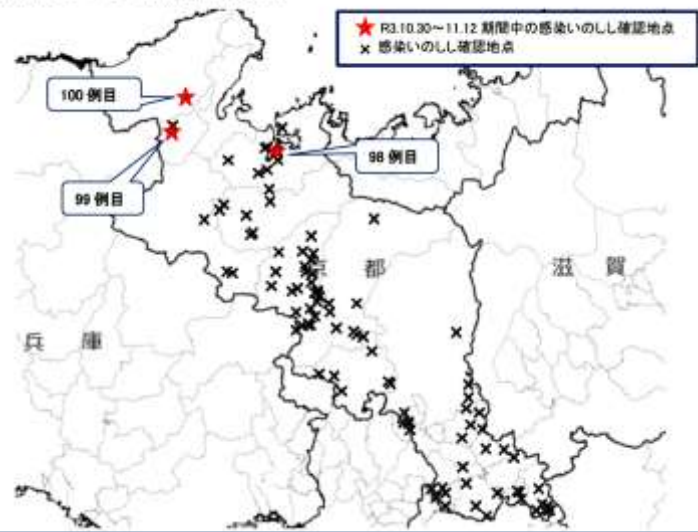 ★ R3.10.30～11.12 期間中の感染いのしし確認地点
× 感染いのしし確認地点
100 例目
98 例目
99 例目
京 都
滋 賀
兵 庫